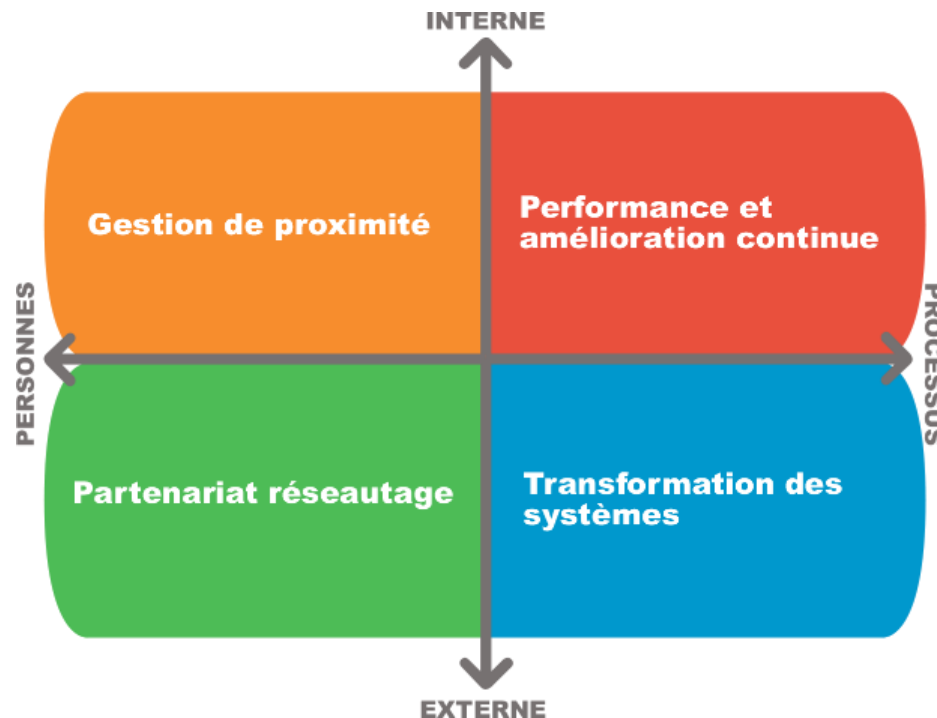 INTERNE
Gestion de proximité
Performance et
amélioration continue
PERSONNES
PROCESSUS
Partenariat réseautage
Transformation des
systèmes
EXTERNE